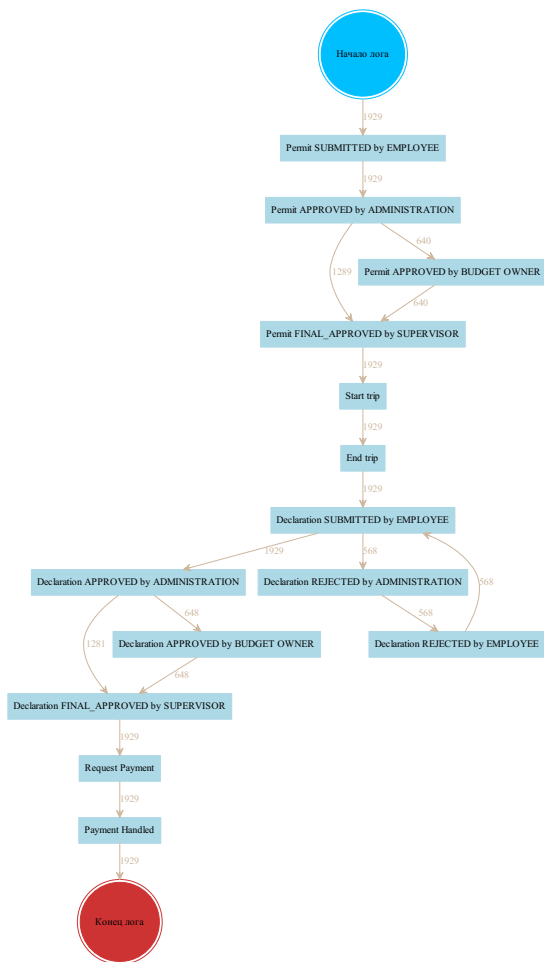 Начало лога
1929
Permit SUBMITTED by EMPLOYEE
1929
Permit APPROVED by ADMINISTRATION
640
1289
Permit APPROVED by BUDGET OWNER
640
Permit FINAL_APPROVED by SUPERVISOR
1929
Start trip
1929
End trip
1929
Declaration SUBMITTED by EMPLOYEE
1929
568
568
Declaration APPROVED by ADMINISTRATION
Declaration REJECTED by ADMINISTRATION
648
568
1281
Declaration APPROVED by BUDGET OWNER
Declaration REJECTED by EMPLOYEE
648
Declaration FINAL_APPROVED by SUPERVISOR
1929
Request Payment
1929
Payment Handled
1929
Конец лога